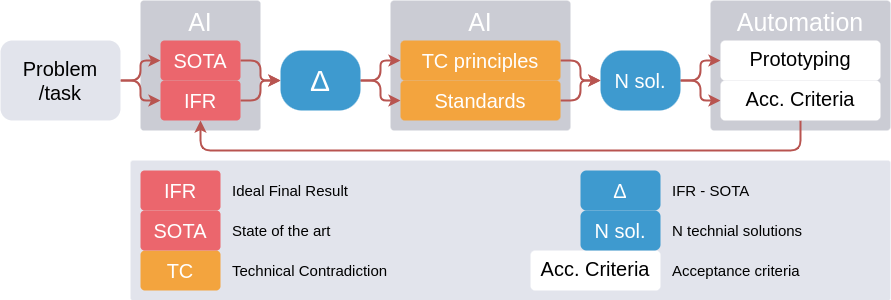 AI
AI
Automation
Problem
/task
SOTA
IFR
Δ
TC principles
Standards
N sol.
Prototyping
Acc. Criteria
IFR
Ideal Final Result
Δ
IFR - SOTA
SOTA
State of the art
N sol.
N technial solutions
TC
Technical Contradiction
Acc. Criteria
Acceptance criteria